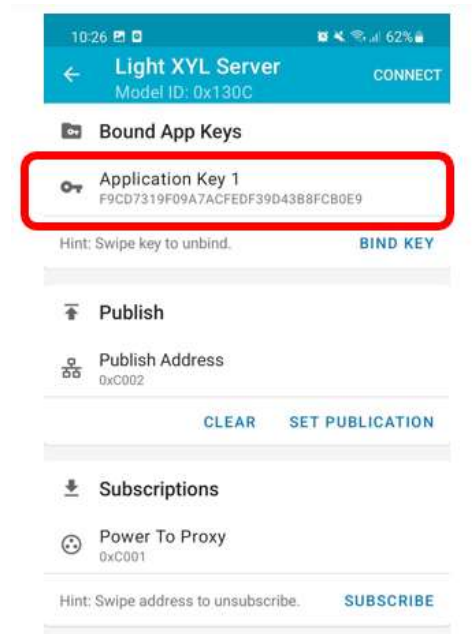 10:26 62%
Light XYL Server
CONNECT
Model ID: 0x130C
Bound App Keys
Application Key 1
F9CD7319F09A7ACFEDF39D43B8FCB0E9
Hint: Swipe key to unbind.
BIND KEY
Publish
Publish Address
0xC002
CLEAR SET PUBLICATION
Subscriptions
Power To Proxy
0xC001
Hint: Swipe address to unsubscribe.
SUBSCRIBE